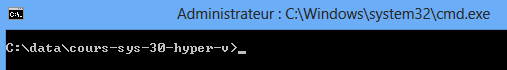 Administrateur : C:\Windows\system32\cmd.exe
C:\data\cours-sys-30-hyper-v>_